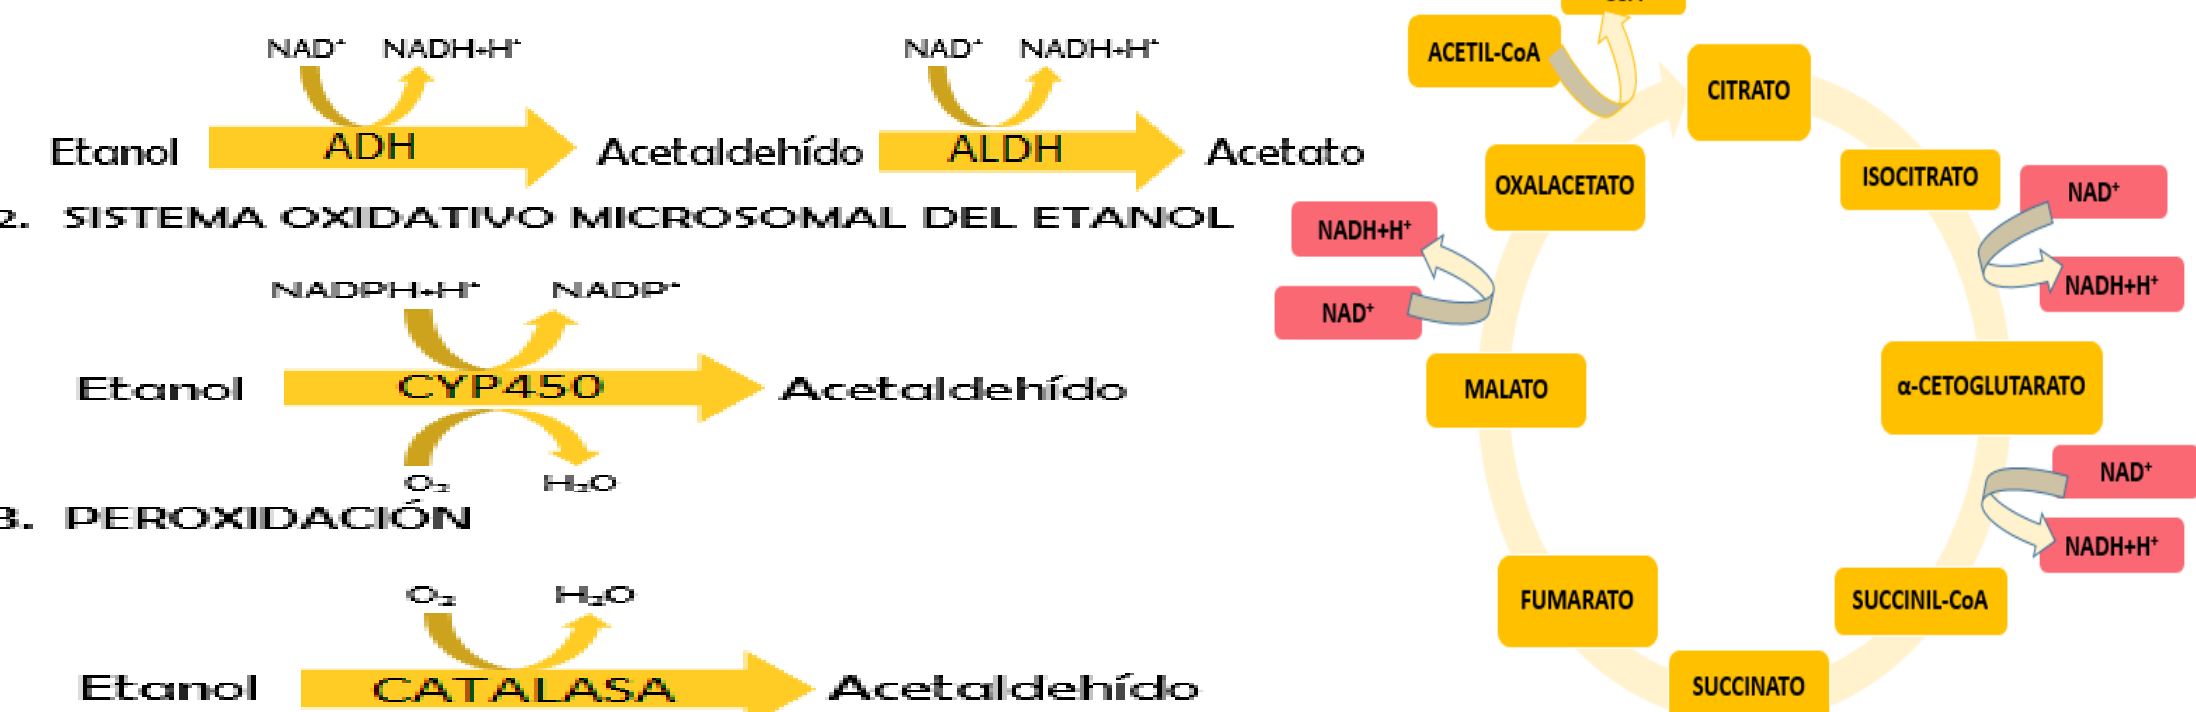 NAD⁺ NADH+H⁺ NAD⁺ NADH+H⁺
Etanol ADH Acetaldehído ALDH Acetato
2. SISTEMA OXIDATIVO MICROSOMAL DEL ETANOL
NADPH+H⁺ NADP⁺
Etanol CYP450 Acetaldehído
O₂ H₂O
3. PEROXIDACIÓN
O₂ H₂O
Etanol CATALASA Acetaldehído
ACETIL-CoA
CITRATO
ISOCITRATO
NAD⁺
NADH+H⁺
α-CETOGLUTARATO
NAD⁺
NADH+H⁺
SUCCINIL-CoA
SUCCINATO
FUMARATO
MALATO
NAD⁺
NADH+H⁺
OXALACETATO